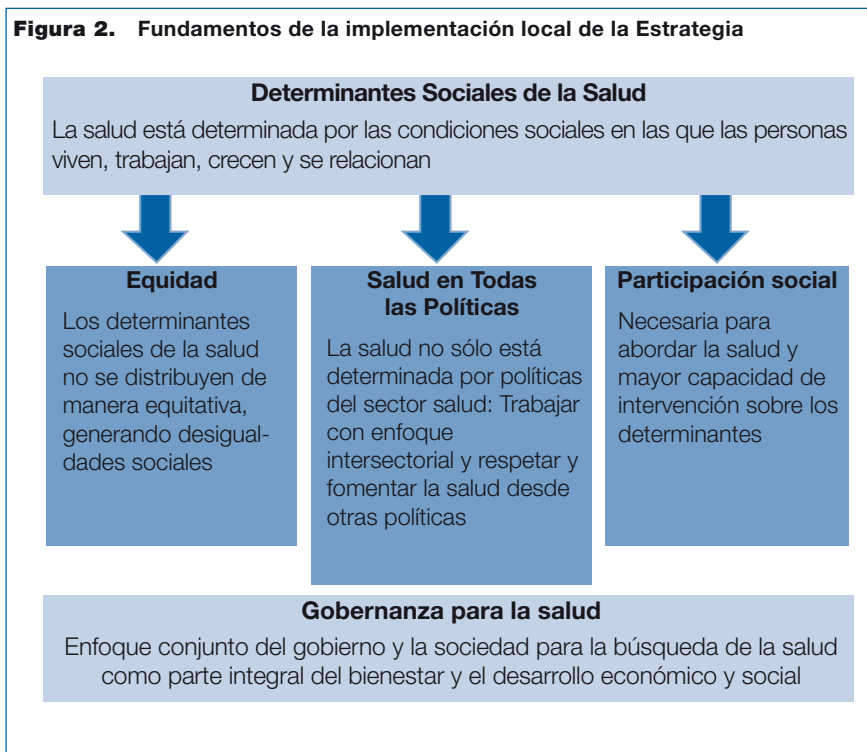 Figura 2. Fundamentos de la implementación local de la Estrategia
Determinantes Sociales de la Salud
La salud está determinada por las condiciones sociales en las que las personas
viven, trabajan, crecen y se relacionan
Equidad
Los determinantes
sociales de la salud
no se distribuyen de
manera equitativa,
generando desigual-
dades sociales
Salud en Todas
las Políticas
La salud no sólo está
determinada por políticas
del sector salud: Trabajar
con enfoque
intersectorial y respetar y
fomentar la salud desde
otras políticas
Participación social
Necesaria para
abordar la salud y
mayor capacidad de
intervención sobre los
determinantes
Gobernanza para la salud
Enfoque conjunto del gobierno y la sociedad para la búsqueda de la salud
como parte integral del bienestar y el desarrollo económico y social